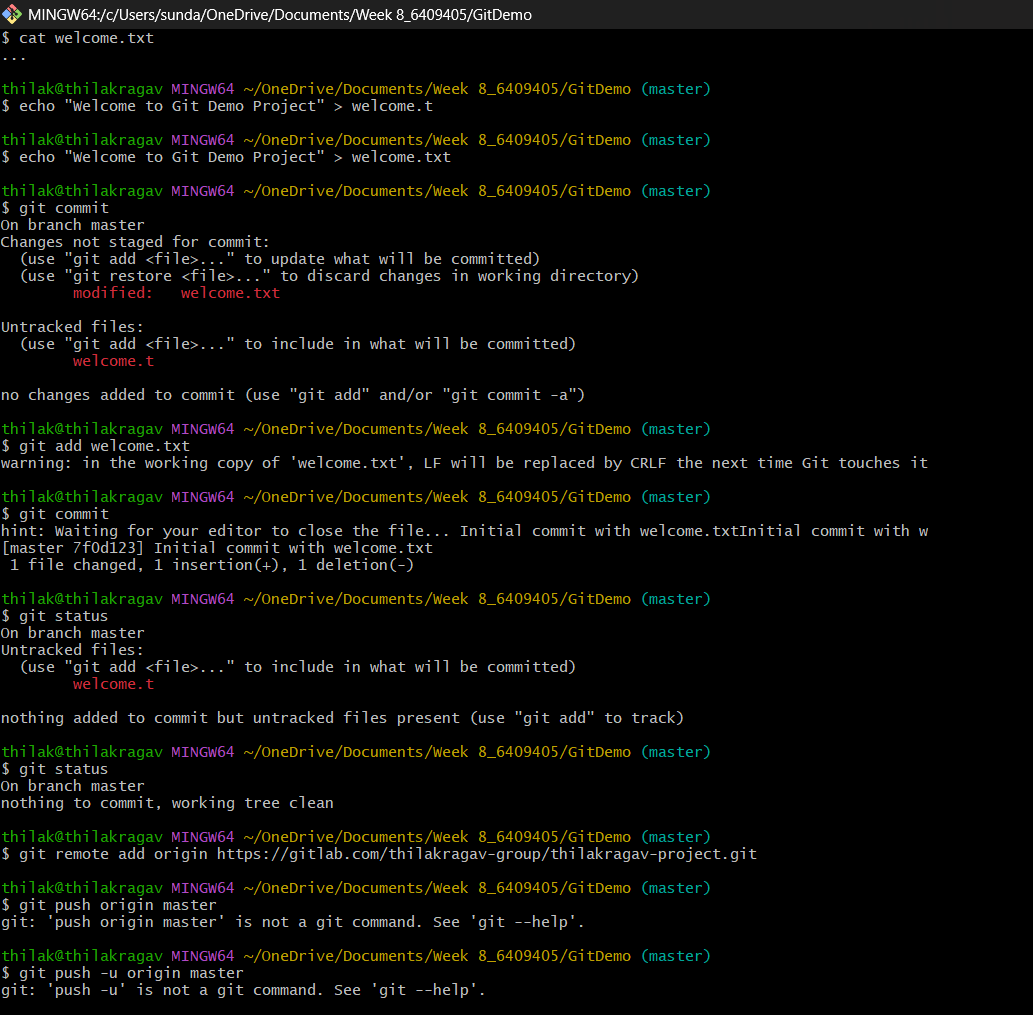 MINGW64:/c/Users/sunda/OneDrive/Documents/Week 8_6409405/GitDemo
$ cat welcome.txt
...
thilak@thilakragav MINGW64 ~/OneDrive/Documents/Week 8_6409405/GitDemo (master)
$ echo "Welcome to Git Demo Project" > welcome.t
thilak@thilakragav MINGW64 ~/OneDrive/Documents/Week 8_6409405/GitDemo (master)
$ echo "Welcome to Git Demo Project" > welcome.txt
thilak@thilakragav MINGW64 ~/OneDrive/Documents/Week 8_6409405/GitDemo (master)
$ git commit
On branch master
Changes not staged for commit:
  (use "git add <file>..." to update what will be committed)
  (use "git restore <file>..." to discard changes in working directory)
        modified:   welcome.txt
Untracked files:
  (use "git add <file>..." to include in what will be committed)
        welcome.t
no changes added to commit (use "git add" and/or "git commit -a")
thilak@thilakragav MINGW64 ~/OneDrive/Documents/Week 8_6409405/GitDemo (master)
$ git add welcome.txt
warning: in the working copy of 'welcome.txt', LF will be replaced by CRLF the next time Git touches it
thilak@thilakragav MINGW64 ~/OneDrive/Documents/Week 8_6409405/GitDemo (master)
$ git commit
hint: Waiting for your editor to close the file... Initial commit with welcome.txtInitial commit with w
[master 7f0d123] Initial commit with welcome.txt
 1 file changed, 1 insertion(+), 1 deletion(-)
thilak@thilakragav MINGW64 ~/OneDrive/Documents/Week 8_6409405/GitDemo (master)
$ git status
On branch master
Untracked files:
  (use "git add <file>..." to include in what will be committed)
        welcome.t
nothing added to commit but untracked files present (use "git add" to track)
thilak@thilakragav MINGW64 ~/OneDrive/Documents/Week 8_6409405/GitDemo (master)
$ git status
On branch master
nothing to commit, working tree clean
thilak@thilakragav MINGW64 ~/OneDrive/Documents/Week 8_6409405/GitDemo (master)
$ git remote add origin https://gitlab.com/thilakragav-group/thilakragav-project.git
thilak@thilakragav MINGW64 ~/OneDrive/Documents/Week 8_6409405/GitDemo (master)
$ git push origin master
git: 'push origin master' is not a git command. See 'git --help'.
thilak@thilakragav MINGW64 ~/OneDrive/Documents/Week 8_6409405/GitDemo (master)
$ git push -u origin master
git: 'push -u' is not a git command. See 'git --help'.